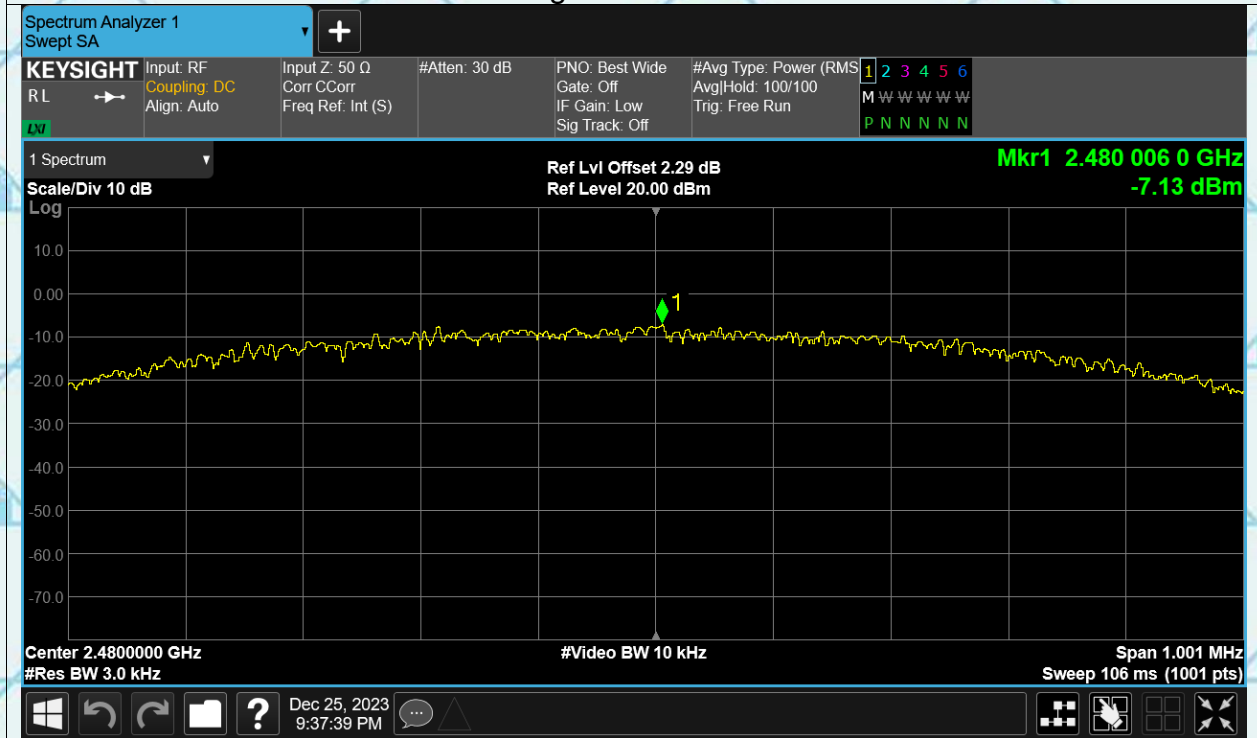 Spectrum Analyzer 1
Swept SA
+
KEYSIGHT
RL
LXI
Input: RF
Coupling: DC
Align: Auto
Input Z: 50 Ω
Corr CCorr
Freq Ref: Int (S)
#Atten: 30 dB
PNO: Best Wide
Gate: Off
IF Gain: Low
Sig Track: Off
#Avg Type: Power (RMS
Avg|Hold: 100/100
Trig: Free Run
1 2 3 4 5 6
M W W W W W
P N N N N N
1 Spectrum
Scale/Div 10 dB
Log
Ref Lvl Offset 2.29 dB
Ref Level 20.00 dBm
Mkr1 2.480 006 0 GHz
-7.13 dBm
10.0
0.00
-10.0
-20.0
-30.0
-40.0
-50.0
-60.0
-70.0
1
Center 2.4800000 GHz
#Res BW 3.0 kHz
#Video BW 10 kHz
Span 1.001 MHz
Sweep 106 ms (1001 pts)
?
Dec 25, 2023
9:37:39 PM